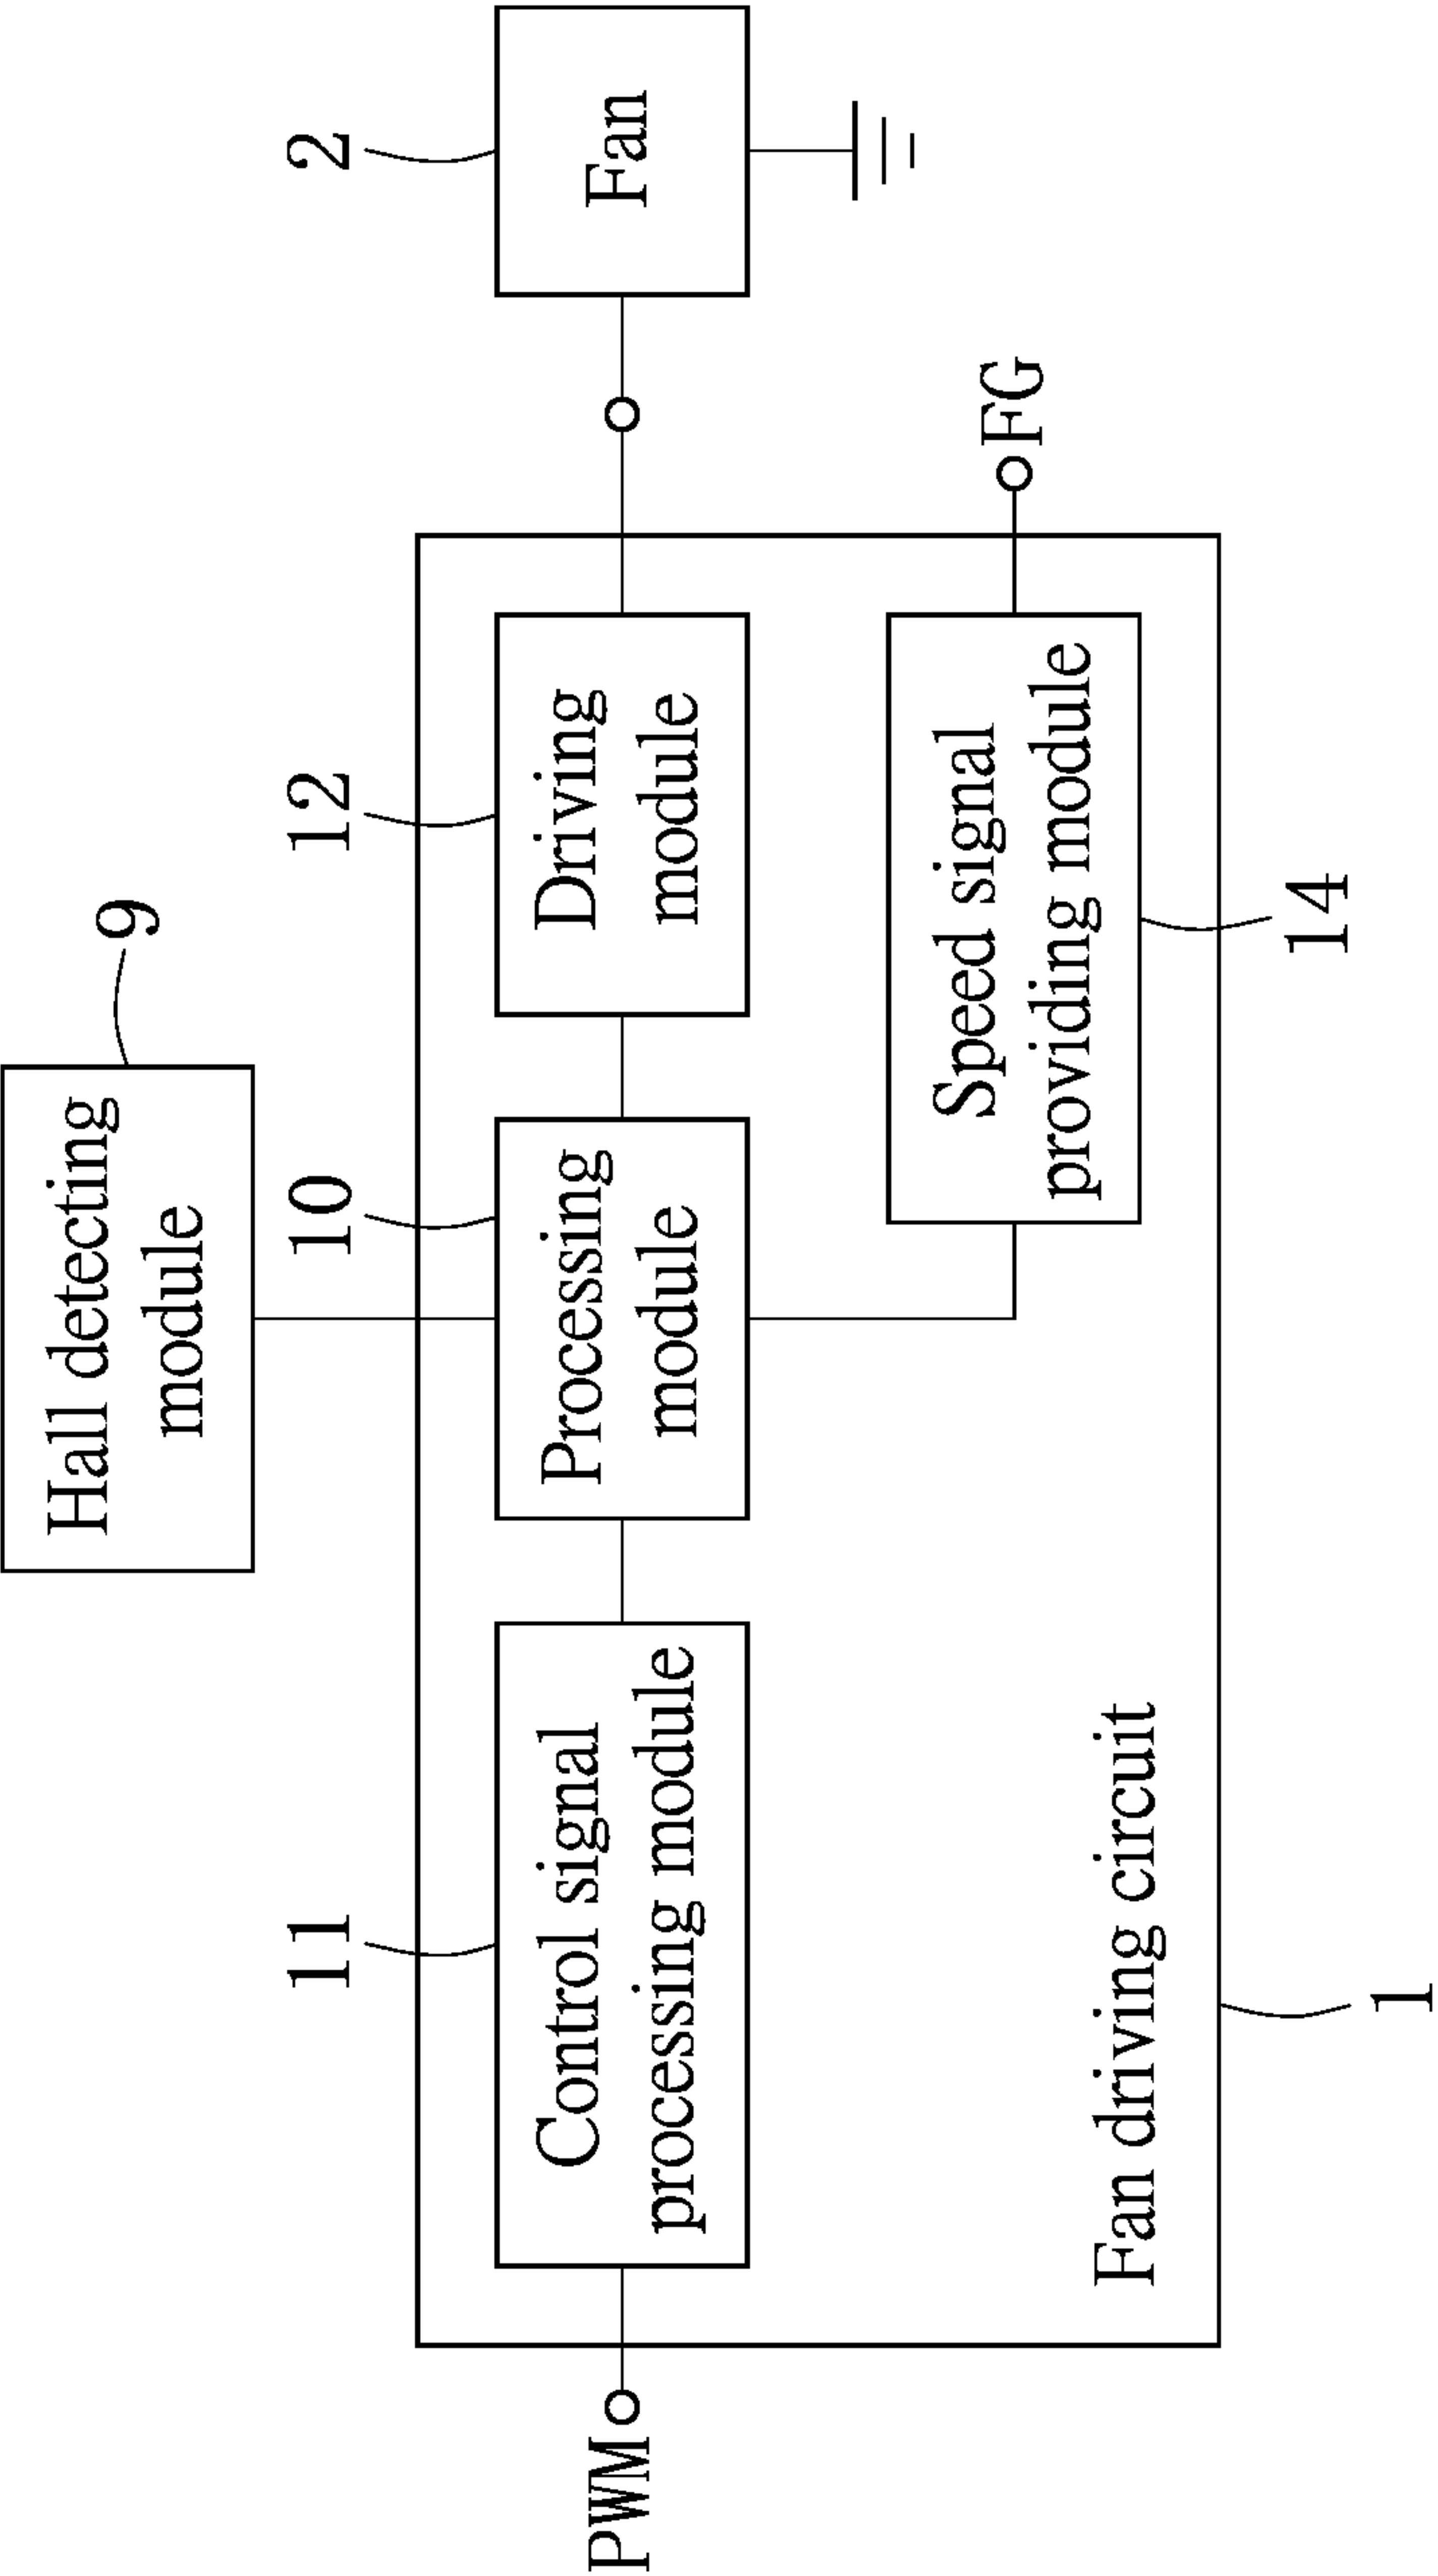 Hall detecting
module
9
11
10
12
2
PWM
Control signal
processing module
Processing
module
Driving
module
Fan
Speed signal
providing module
FG
Fan driving circuit
14
1